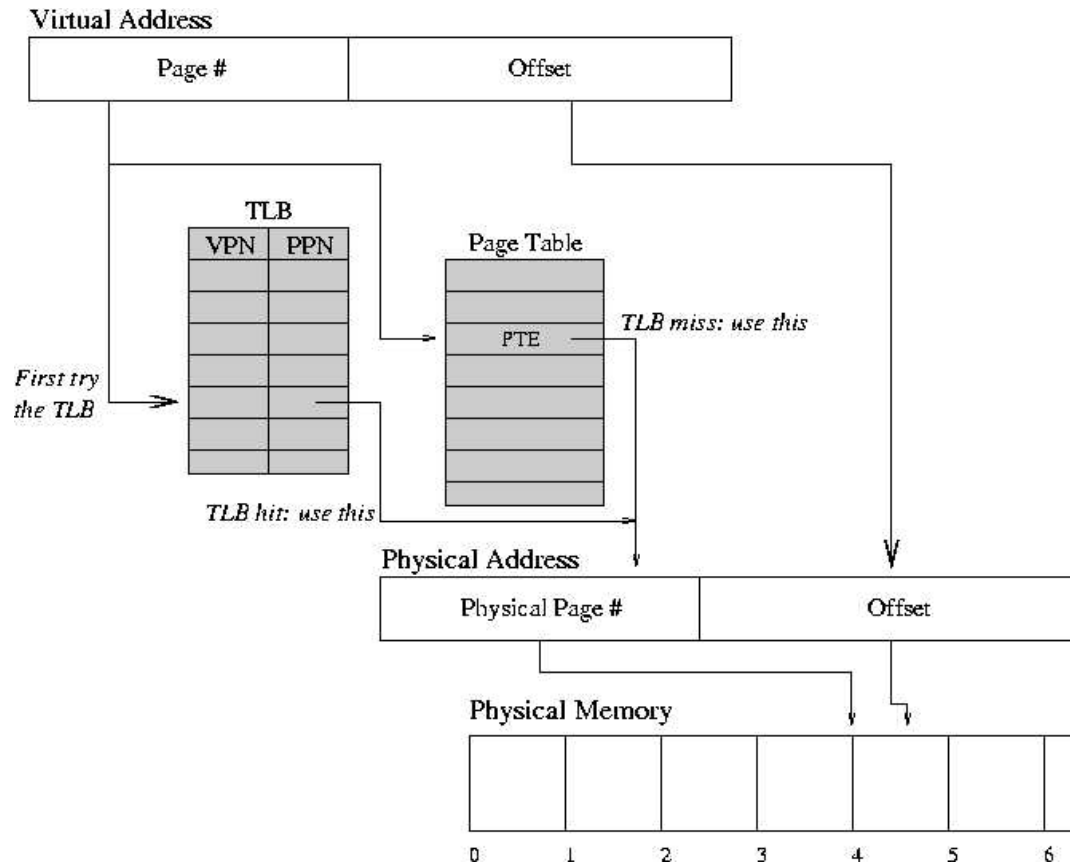 Virtual Address
Page #
Offset
TLB
VPN PPN
Page Table
PTE
TLB miss: use this
First try
the TLB
TLB hit: use this
Physical Address
Physical Page #
Offset
Physical Memory
0 1 2 3 4 5 6